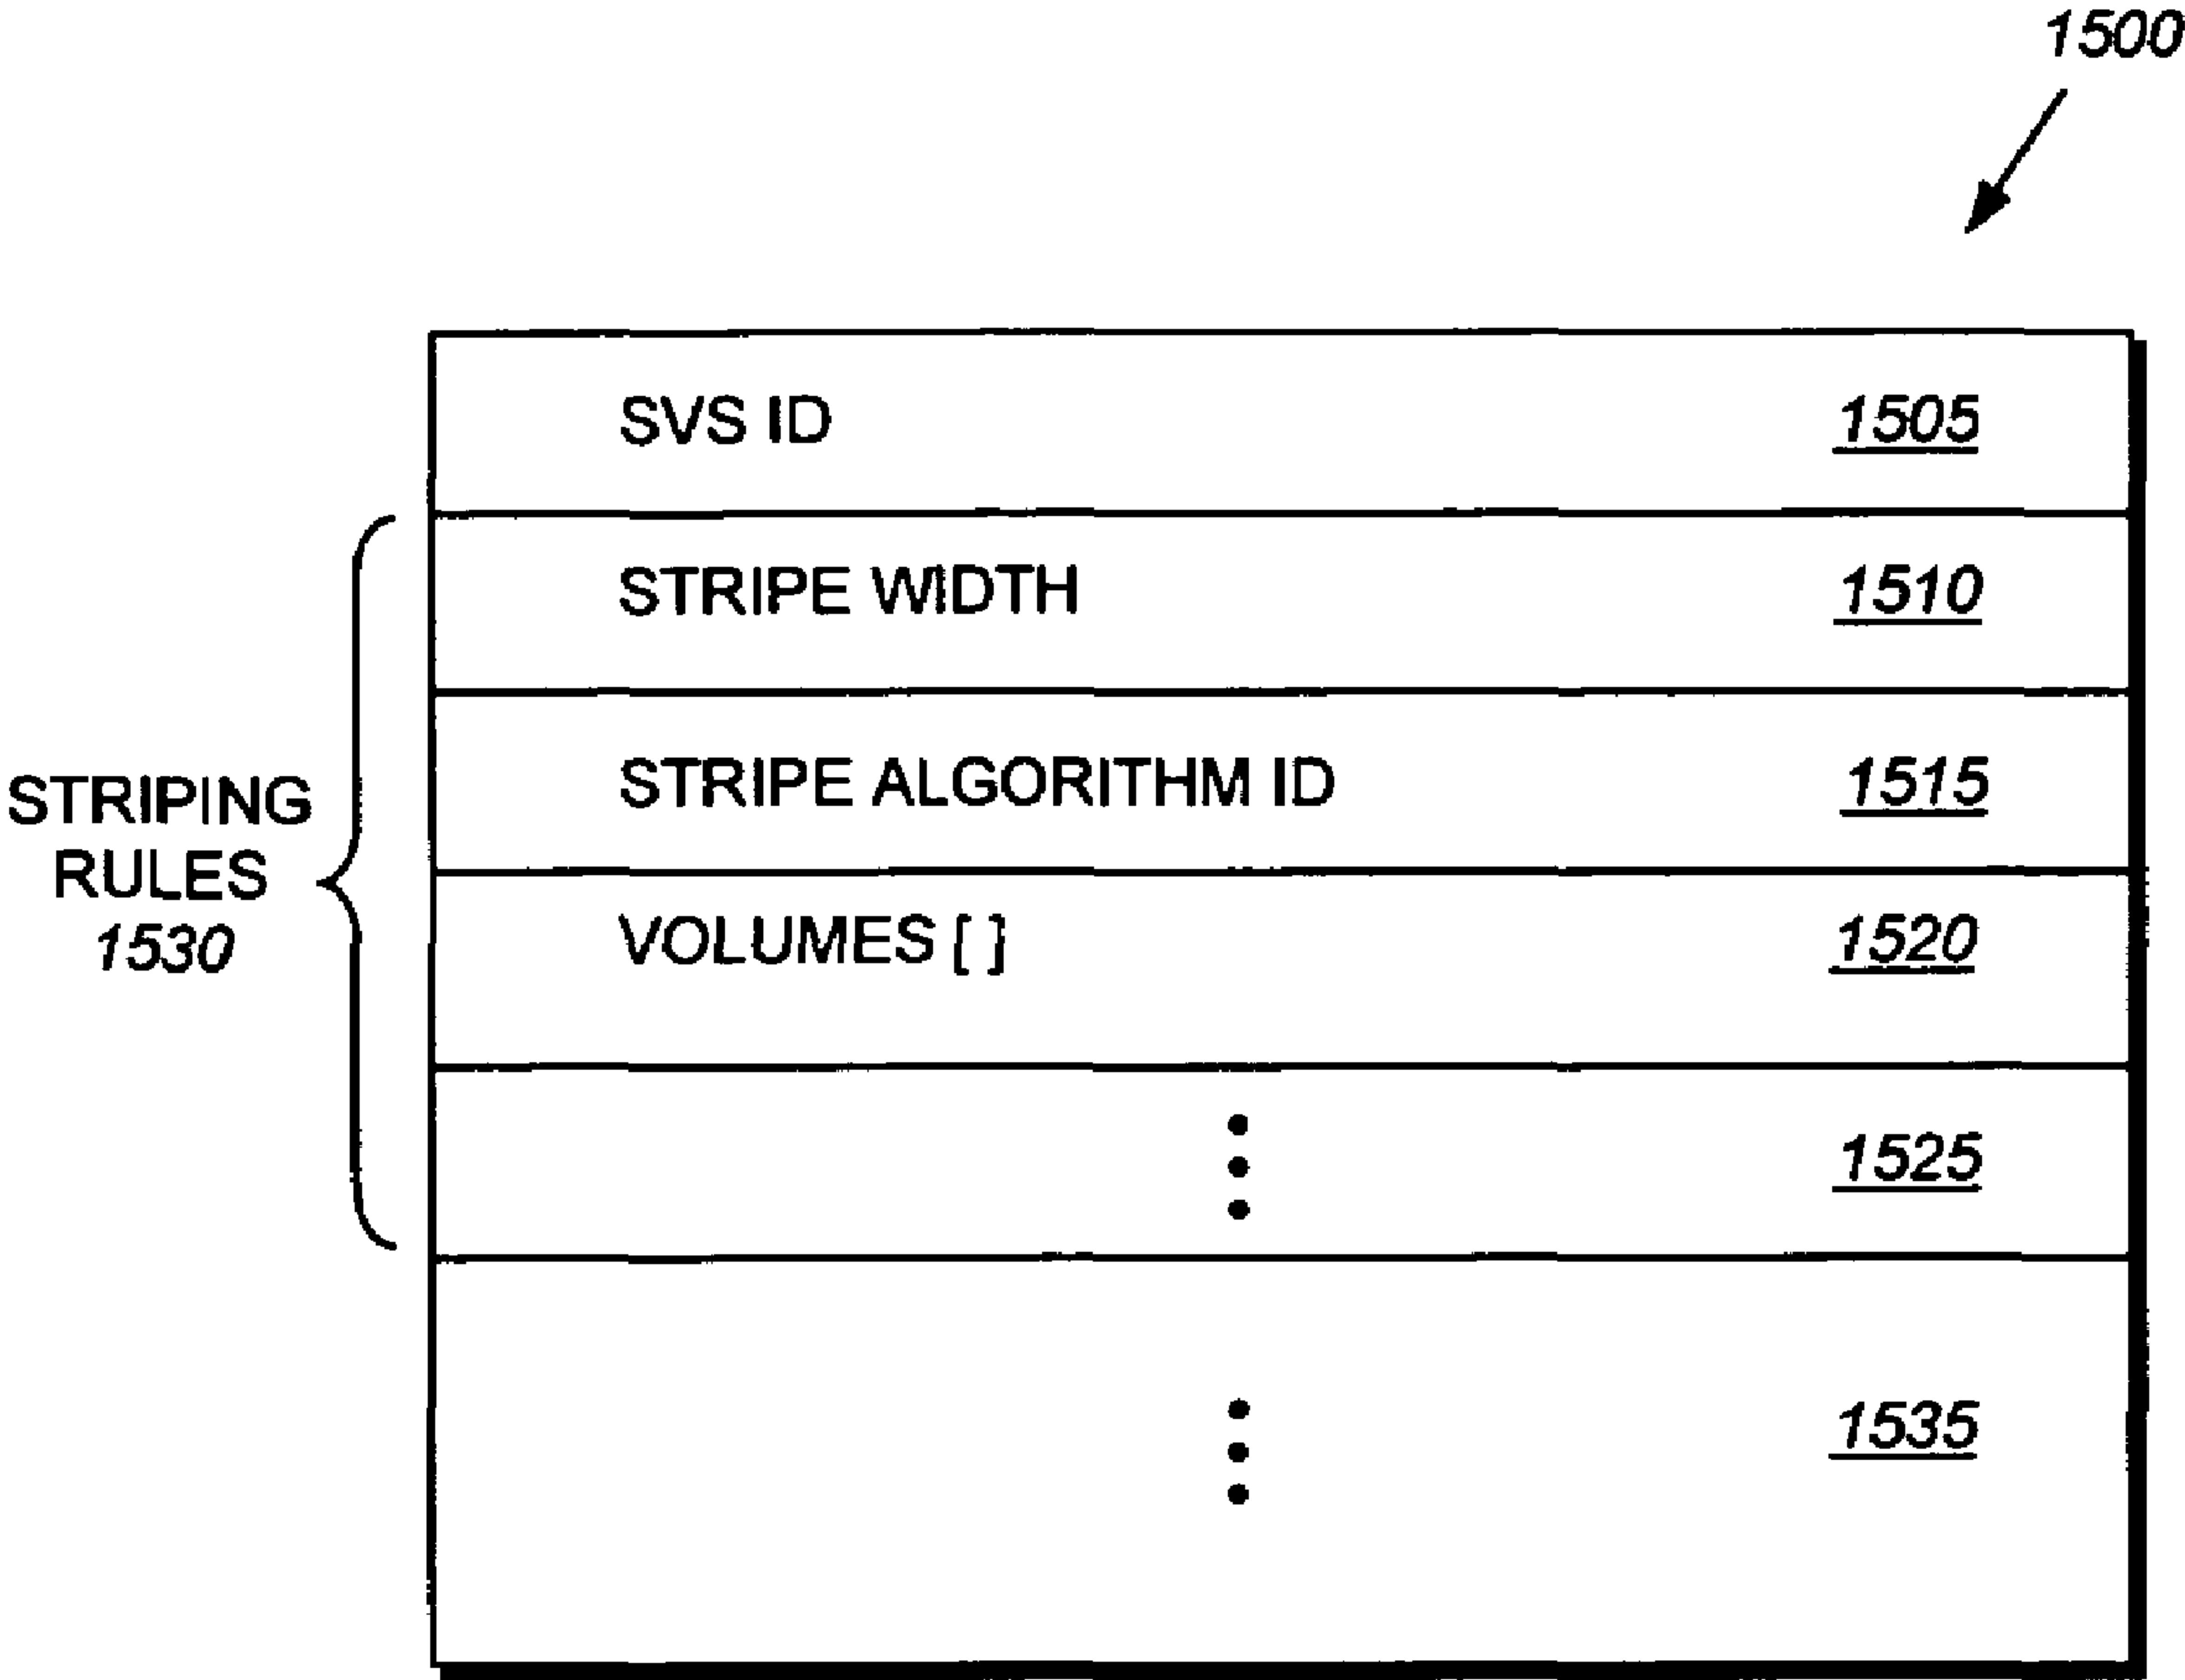 1500
SVS ID 1505
STRIPE WIDTH 1510
STRIPE ALGORITHM ID 1515
VOLUMES [ ] 1520
1525
1535
STRIPING
RULES
1530